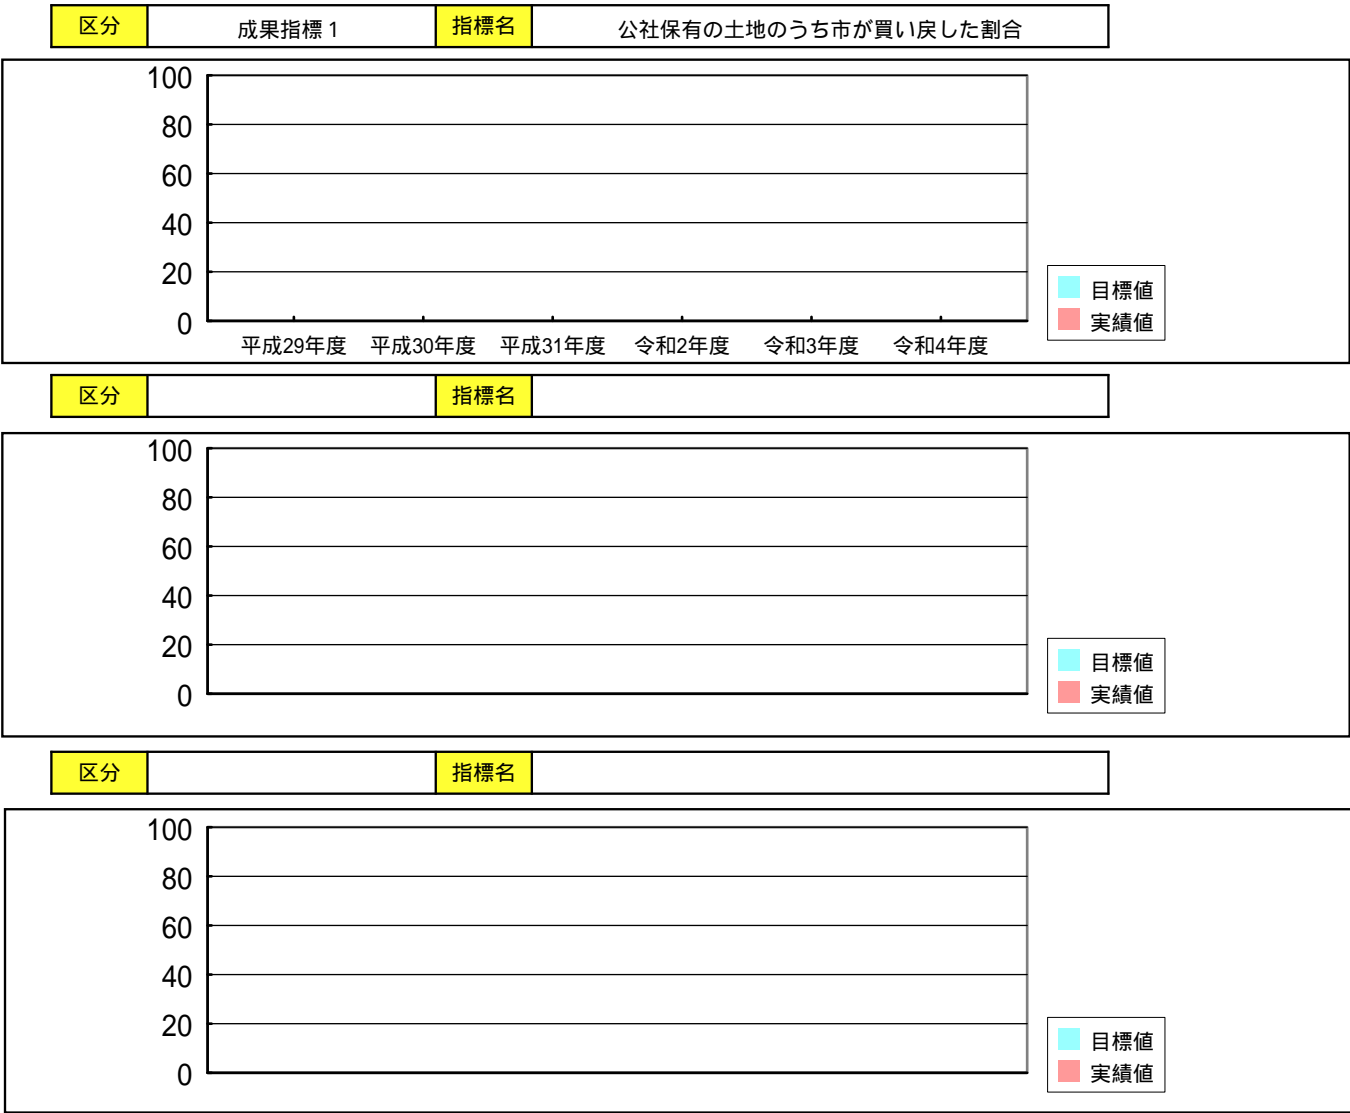 区分 成果指標1 指標名 公社保有の土地のうち市が買い戻した割合
100
80
60
40
20
0
平成29年度 平成30年度 平成31年度 令和2年度 令和3年度 令和4年度
目標値
実績値
区分 指標名
100
80
60
40
20
0
目標値
実績値
区分 指標名
100
80
60
40
20
0
目標値
実績値